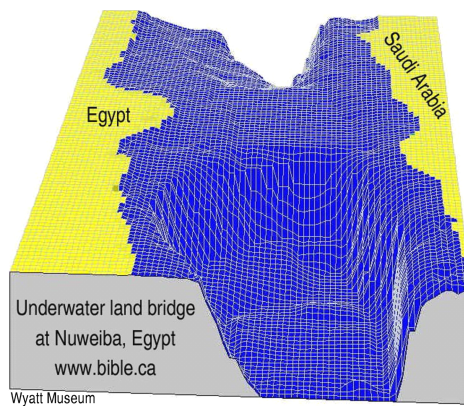 Saudi Arabia
Egypt
Underwater land bridge
at Nuweiba, Egypt
www.bible.ca
Wyatt Museum